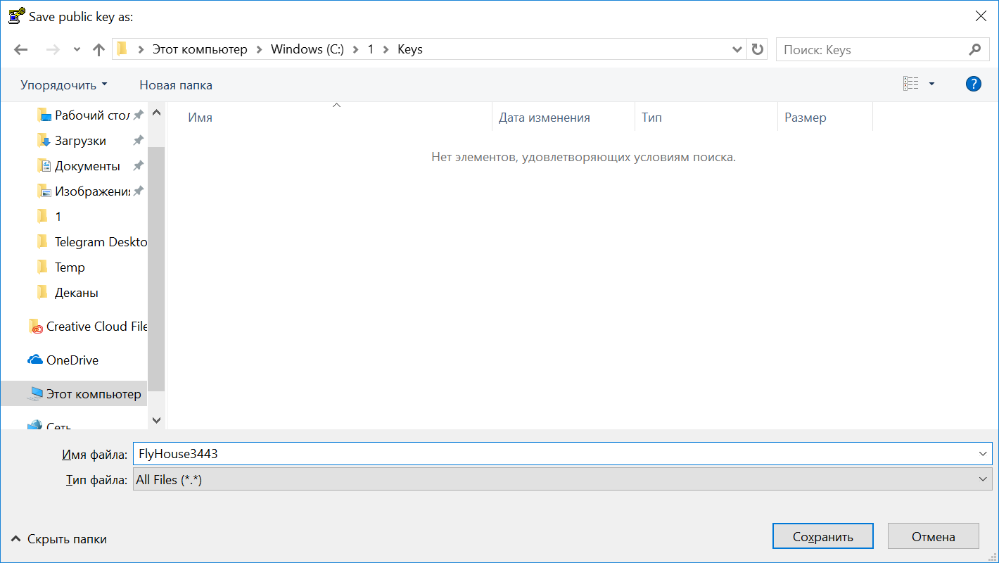 Save public key as:
Этот компьютер Windows (C:) 1 Keys
Поиск: Keys
Упорядочить Новая папка
?
Имя Дата изменения Тип Размер
Нет элементов, удовлетворяющих условиям поиска.
Рабочий стол
Загрузки
Документы
Изображения
1
Telegram Deskto
Temp
Деканы
Creative Cloud File
OneDrive
Этот компьютер
Сеть
Имя файла: FlyHouse3443
Тип файла: All Files (*.*)
Скрыть папки
Сохранить Отмена